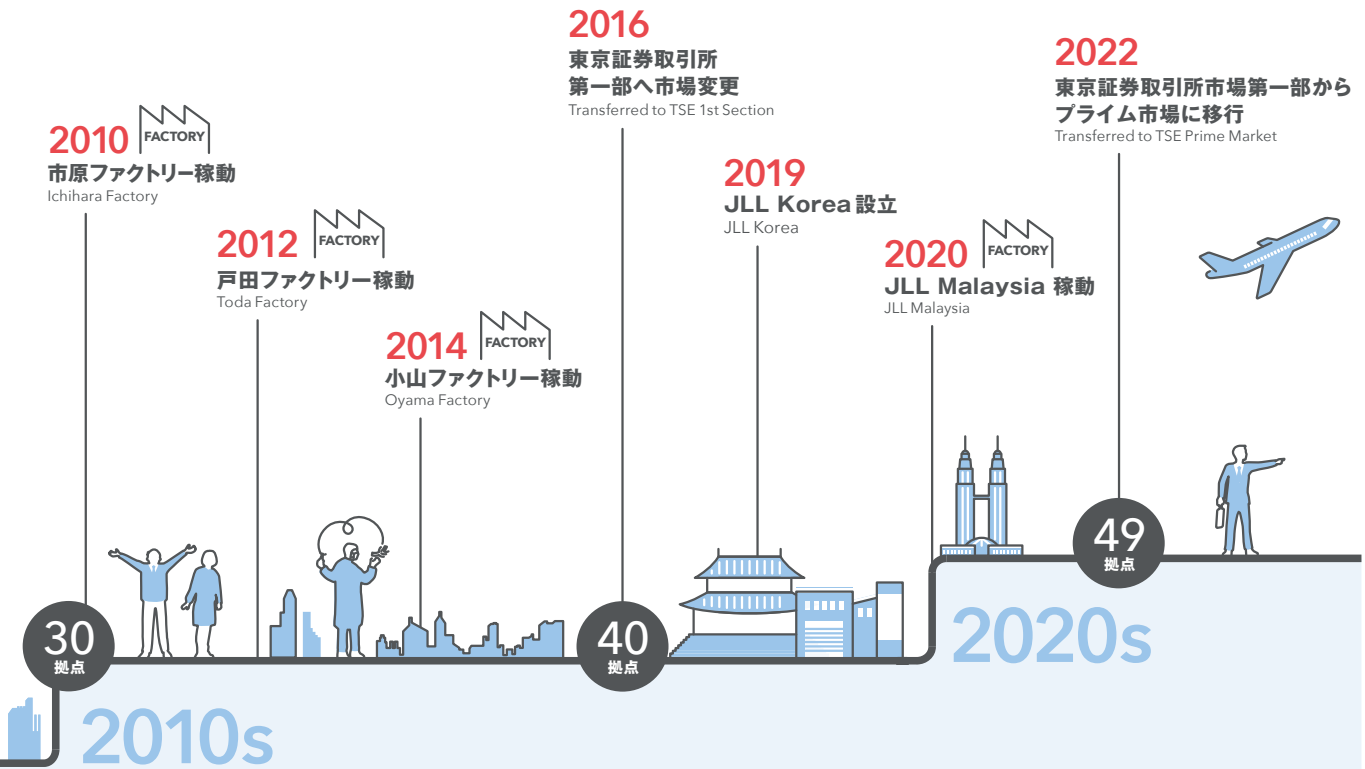 2010
FACTORY
市原ファクトリー稼動
Ichihara Factory
2012
FACTORY
戸田ファクトリー稼動
Toda Factory
2014
FACTORY
小山ファクトリー稼動
Oyama Factory
2016
東京証券取引所
第一部へ市場変更
Transferred to TSE 1st Section
2019
JLL Korea 設立
JLL Korea
2020
FACTORY
JLL Malaysia 稼動
JLL Malaysia
2022
東京証券取引所市場第一部から
プライム市場に移行
Transferred to TSE Prime Market
30
拠点
40
拠点
49
拠点
2010s
2020s